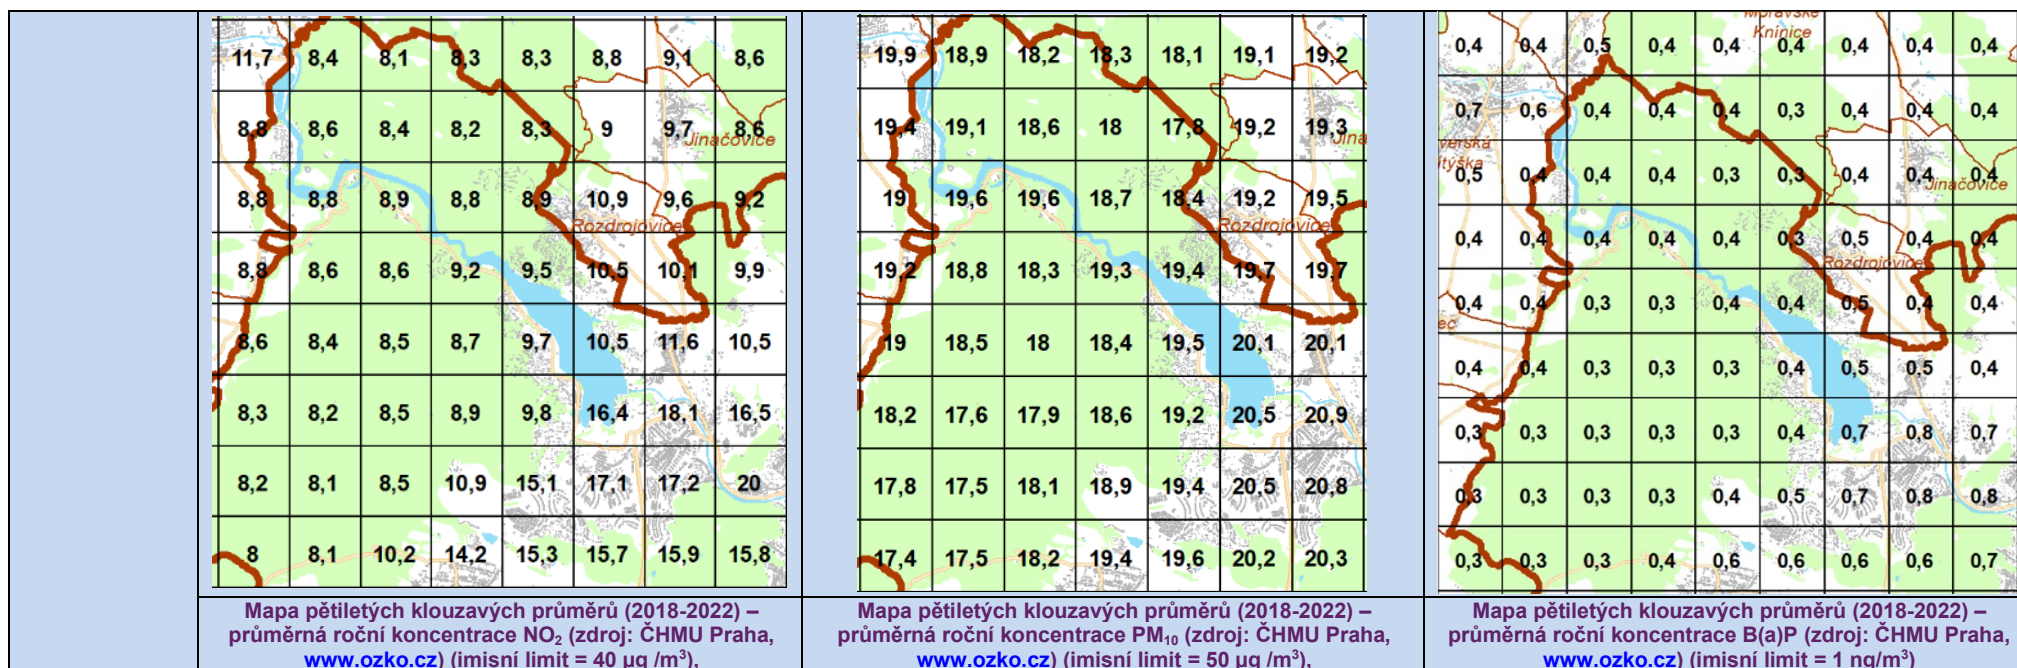 11,7 8,4 8,1 8,3 8,3 8,8 9,1 8,6
8,8 8,6 8,4 8,2 8,3 9 9,7 8,6
Jinačovice
8,8 8,8 8,9 8,8 8,9 10,9 9,6 9,2
Rozdrojovice
8,8 8,6 8,6 9,2 9,5 10,5 10,1 9,9
8,6 8,4 8,5 8,7 9,7 10,5 11,6 10,5
8,3 8,2 8,5 8,9 9,8 16,4 18,1 16,5
8,2 8,1 8,5 10,9 15,1 17,1 17,2 20
8 8,1 10,2 14,2 15,3 15,7 15,9 15,8
Mapa pětiletých klouzavých průměrů (2018-2022) –
průměrná roční koncentrace NO₂ (zdroj: ČHMU Praha,
www.ozko.cz) (imisní limit = 40 µg /m³),
19,9 18,9 18,2 18,3 18,1 19,1 19,2
19,4 19,1 18,6 18 17,8 19,2 19,3
Jina
19 19,6 19,6 18,7 18,4 19,2 19,5
Rozdrojovice
19,2 18,8 18,3 19,3 19,4 19,7 19,7
19 18,5 18 18,4 19,5 20,1 20,1
18,2 17,6 17,9 18,6 19,2 20,5 20,9
17,8 17,5 18,1 18,9 19,4 20,5 20,8
17,4 17,5 18,2 19,4 19,6 20,2 20,3
Mapa pětiletých klouzavých průměrů (2018-2022) –
průměrná roční koncentrace PM₁₀ (zdroj: ČHMU Praha,
www.ozko.cz) (imisní limit = 50 µg /m³),
Moravské
Knínice
0,4 0,4 0,5 0,4 0,4 0,4 0,4 0,4 0,4
0,7 0,6 0,4 0,4 0,4 0,3 0,4 0,4 0,4
verská
ítýška
0,5 0,4 0,4 0,4 0,3 0,3 0,4 0,4 0,4
Jinačovice
0,4 0,4 0,4 0,4 0,4 0,3 0,5 0,4 0,4
Rozdrojovice
0,4 0,4 0,3 0,3 0,4 0,4 0,5 0,4 0,4
eč
0,4 0,4 0,3 0,3 0,3 0,4 0,5 0,5 0,4
0,3 0,3 0,3 0,3 0,3 0,4 0,7 0,8 0,7
0,3 0,3 0,3 0,3 0,4 0,5 0,7 0,8 0,8
0,3 0,3 0,3 0,4 0,6 0,6 0,6 0,6 0,7
Mapa pětiletých klouzavých průměrů (2018-2022) –
průměrná roční koncentrace B(a)P (zdroj: ČHMU Praha,
www.ozko.cz) (imisní limit = 1 ng/m³)